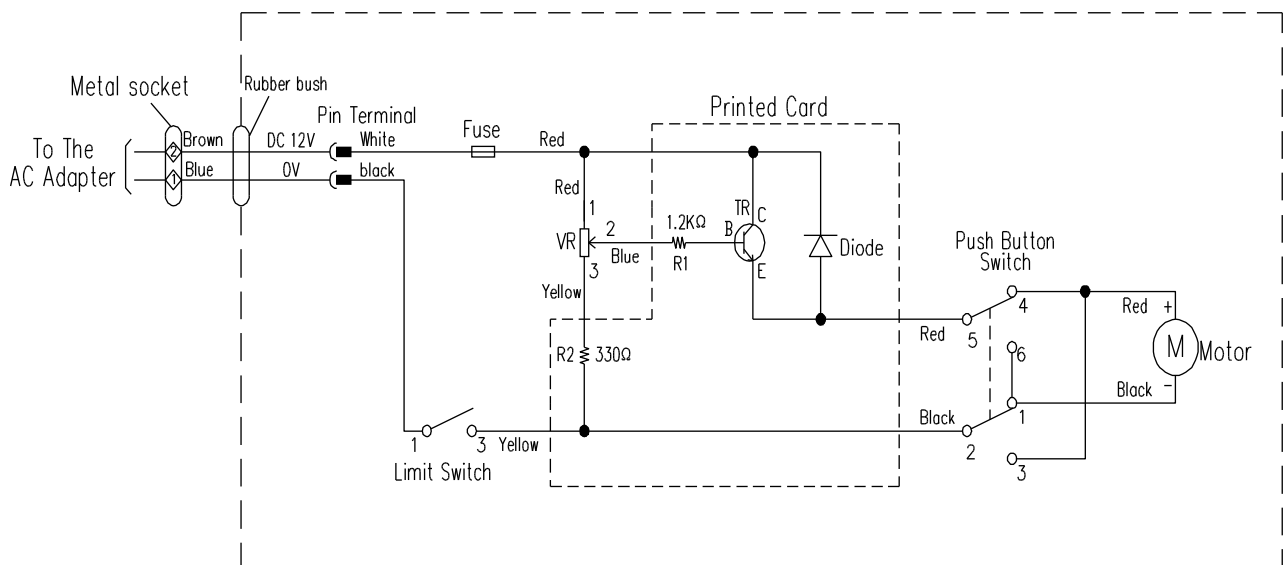 Metal socket
Rubber bush
Printed Card
Pin Terminal
To The
AC Adapter
2
1
Brown
Blue
DC 12V
0V
White
black
Fuse
Red
Red
1
VR
2
Blue
3
Yellow
1.2KΩ
R1
TR
C
B
E
Diode
Push Button
Switch
4
Red
+
5
Red
6
M
Motor
R2
330Ω
Black
-
Black
1
2
3
1
3
Yellow
Limit Switch